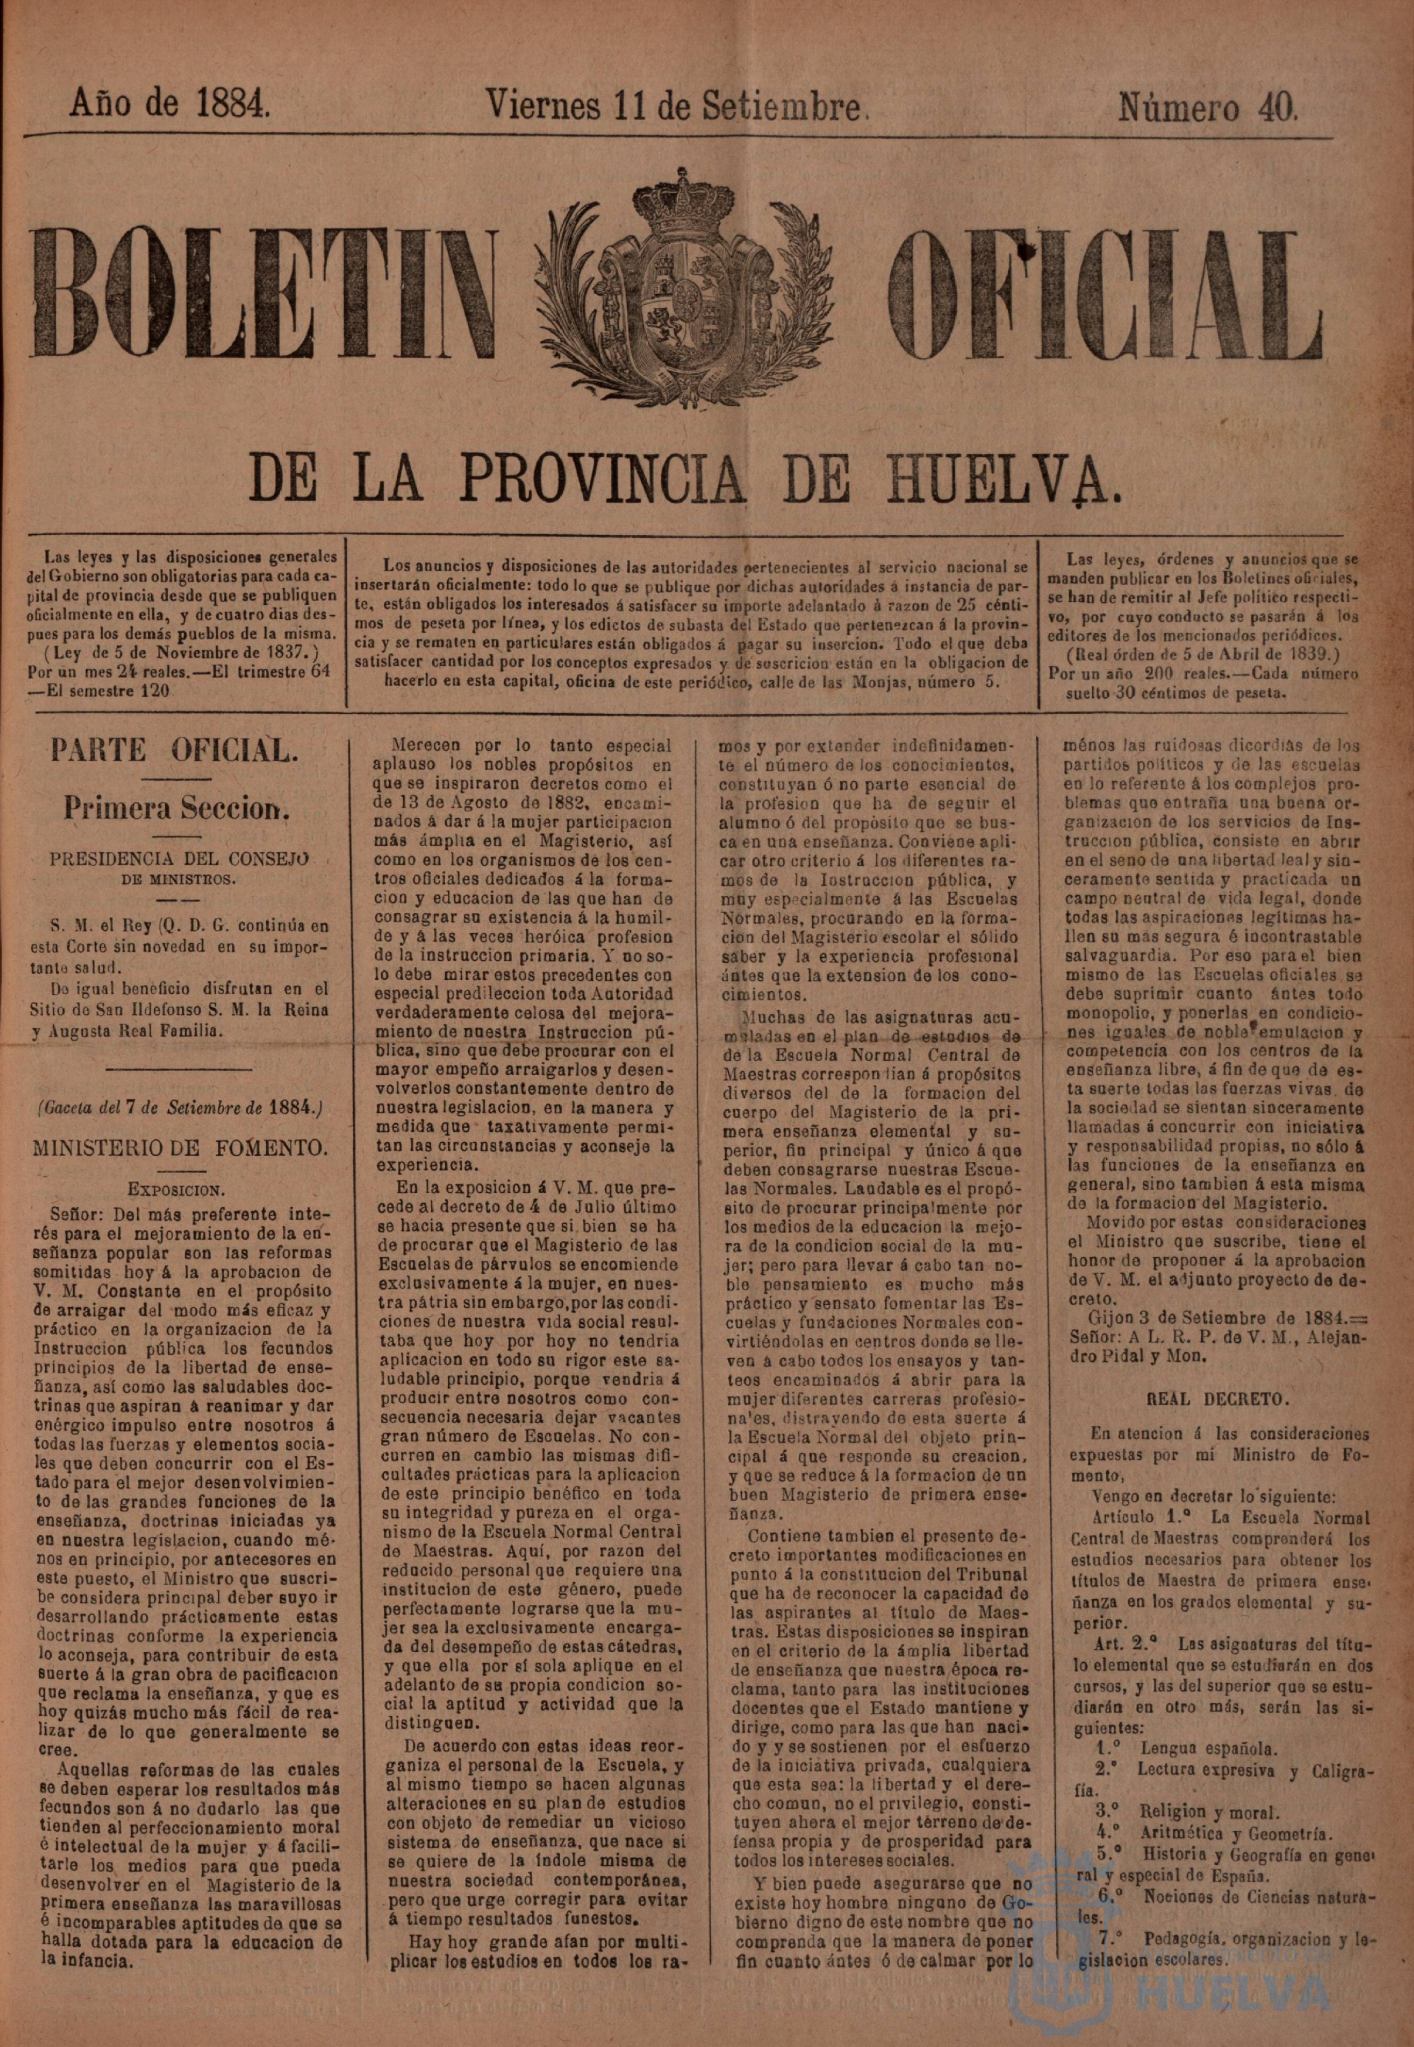 Año de 1884.
Viernes 11 de Setiembre.
Número 40.
BOLETIN OFICIAL
DE LA PROVINCIA DE HUELVA.
Las leyes y las disposiciones generales
del Gobierno son obligatorias para cada ca-
pital de provincia desde que se publiquen
oficialmente en ella, y de cuatro dias des-
pues para los demás pueblos de la misma.
(Ley de 5 de Noviembre de 1837.)
Por un mes 24 reales.—El trimestre 64
—El semestre 120
Los anuncios y disposiciones de las autoridades pertenecientes al servicio nacional se
insertarán oficialmente: todo lo que se publique por dichas autoridades á instancia de par-
te, están obligados los interesados á satisfacer su importe adelantado á razon de 25 cénti-
mos de peseta por línea, y los edictos de subasta del Estado que pertenezcan á la provin-
cia y se rematen en particulares están obligados á pagar su insercion. Todo el que deba
satisfacer cantidad por los conceptos expresados y de suscricion están en la obligacion de
hacerlo en esta capital, oficina de este periódico, calle de las Monjas, número 5.
Las leyes, órdenes y anuncios que se
manden publicar en los Boletines oficiales,
se han de remitir al Jefe político respecti-
vo, por cuyo conducto se pasarán á los
editores de los mencionados periódicos.
(Real órden de 5 de Abril de 1839.)
Por un año 200 reales.—Cada número
suelto 30 céntimos de peseta.
PARTE OFICIAL.
Primera Seccion.
PRESIDENCIA DEL CONSEJO
DE MINISTROS.
S. M. el Rey (Q. D. G. continúa en
esta Corte sin novedad en su impor-
tante salud.
De igual beneficio disfrutan en el
Sitio de San Ildefonso S. M. la Reina
y Augusta Real Familia.
(Gaceta del 7 de Setiembre de 1884.)
MINISTERIO DE FOMENTO.
EXPOSICION.
Señor: Del más preferente inte-
rés para el mejoramiento de la en-
señanza popular son las reformas
somitidas hoy á la aprobacion de
V. M. Constante en el propósito
de arraigar del modo más eficaz y
práctico en la organizacion de la
Instruccion pública los fecundos
principios de la libertad de ense-
ñanza, así como las saludables doc-
trinas que aspiran á reanimar y dar
enérgico impulso entre nosotros á
todas las fuerzas y elementos socia-
les que deben concurrir con el Es-
tado para el mejor desenvolvimien-
to de las grandes funciones de la
enseñanza, doctrinas iniciadas ya
en nuestra legislacion, cuando mé-
nos en principio, por antecesores en
este puesto, el Ministro que suscri-
be considera principal deber suyo ir
desarrollando prácticamente estas
doctrinas conforme la experiencia
lo aconseja, para contribuir de esta
suerte á la gran obra de pacificacion
que reclama la enseñanza, y que es
hoy quizás mucho más fácil de rea-
lizar de lo que generalmente se
cree.
Aquellas reformas de las cuales
se deben esperar los resultados más
fecundos son á no dudarlo las que
tienden al perfeccionamiento moral
é intelectual de la mujer y á facili-
tarle los medios para que pueda
desenvolver en el Magisterio de la
primera enseñanza las maravillosas
é incomparables aptitudes de que se
halla dotada para la educacion de
la infancia.
Merecen por lo tanto especial
aplauso los nobles propósitos en
que se inspiraron decretos como el
de 13 de Agosto de 1882, encami-
nados á dar á la mujer participacion
más ámplia en el Magisterio, así
como en los organismos de los cen-
tros oficiales dedicados á la forma-
cion y educacion de las que han de
consagrar su existencia á la humil-
de y á las veces heróica profesion
de la instruccion primaria. Y no so-
lo debe mirar estos precedentes con
especial predileccion toda Autoridad
verdaderamente celosa del mejora-
miento de nuestra Instruccion pú-
blica, sino que debe procurar con el
mayor empeño arraigarlos y desen-
volverlos constantemente dentro de
nuestra legislacion, en la manera y
medida que taxativamente permi-
tan las circunstancias y aconseje la
experiencia.
En la exposicion á V. M. que pre-
cede al decreto de 4 de Julio último
se hacia presente que si bien se ha
de procurar que el Magisterio de las
Escuelas de párvulos se encomiende
exclusivamente á la mujer, en nues-
tra pátria sin embargo, por las condi-
ciones de nuestra vida social resul-
taba que hoy por hoy no tendria
aplicacion en todo su rigor este sa-
ludable principio, porque vendria á
producir entre nosotros como con-
secuencia necesaria dejar vacantes
gran número de Escuelas. No con-
curren en cambio las mismas difi-
cultades prácticas para la aplicacion
de este principio benéfico en toda
su integridad y pureza en el orga-
nismo de la Escuela Normal Central
de Maestras. Aquí, por razon del
reducido personal que requiere una
institucion de este género, puede
perfectamente lograrse que la mu-
jer sea la exclusivamente encarga-
da del desempeño de estas cátedras,
y que ella por sí sola aplique en el
adelanto de su propia condicion so-
cial la aptitud y actividad que la
distinguen.
De acuerdo con estas ideas reor-
ganiza el personal de la Escuela, y
al mismo tiempo se hacen algunas
alteraciones en su plan de estudios
con objeto de remediar un vicioso
sistema de enseñanza, que nace si
se quiere de la índole misma de
nuestra sociedad contemporánea,
pero que urge corregir para evitar
á tiempo resultados funestos.
Hay hoy grande afan por multi-
plicar los estudios en todos los ra-
mos y por extender indefinidamen-
te el número de los conocimientos,
constituyan ó no parte esencial de
la profesion que ha de seguir el
alumno ó del propósito que se bus-
ca en una enseñanza. Conviene apli-
car otro criterio á los diferentes ra-
mos de la Instruccion pública, y
muy especialmente á las Escuelas
Normales, procurando en la forma-
cion del Magisterio escolar el sólido
saber y la experiencia profesional
ántes que la extension de los cono-
cimientos.
Muchas de las asignaturas acu-
muladas en el plan de estudios de
de la Escuela Normal Central de
Maestras correspondian á propósitos
diversos del de la formacion del
cuerpo del Magisterio de la pri-
mera enseñanza elemental y su-
perior, fin principal y único á que
deben consagrarse nuestras Escue-
las Normales. Laudable es el propó-
sito de procurar principalmente por
los medios de la educacion la mejo-
ra de la condicion social de la mu-
jer; pero para llevar á cabo tan no-
ble pensamiento es mucho más
práctico y sensato fomentar las Es-
cuelas y fundaciones Normales con-
virtiéndolas en centros donde se lle-
ven á cabo todos los ensayos y tan-
teos encaminados á abrir para la
mujer diferentes carreras profesio-
na'es, distrayendo de esta suerte á
la Escuela Normal del objeto prin-
cipal á que responde su creacion,
y que se reduce á la formacion de un
buen Magisterio de primera ense-
ñanza.
Contiene tambien el presente de-
creto importantes modificaciones en
punto á la constitucion del Tribunal
que ha de reconocer la capacidad de
las aspirantes al título de Maes-
tras. Estas disposiciones se inspiran
en el criterio de la ámplia libertad
de enseñanza que nuestra época re-
clama, tanto para las instituciones
docentes que el Estado mantiene y
dirige, como para las que han naci-
do y y se sostienen por el esfuerzo
de la iniciativa privada, cualquiera
que esta sea: la libertad y el dere-
cho comun, no el privilegio, consti-
tuyen ahora el mejor térreno de de-
fensa propia y de prosperidad para
todos los intereses sociales.
Y bien puede asegurarse que no
existe hoy hombre ninguno de Go-
bierno digno de este nombre que no
comprenda que la manera de poner
fin cuanto ántes ó de calmar por lo
ménos las ruidosas dicordias de los
partidos políticos y de las escuelas
en lo referente á los complejos pro-
blemas que entraña una buena or-
ganizacion de los servicios de Ins-
truccion pública, consiste en abrir
en el seno de una libertad leal y sin-
ceramente sentida y practicada un
campo neutral de vida legal, donde
todas las aspiraciones legítimas ha-
llen su más segura é incontrastable
salvaguardia. Por eso para el bien
mismo de las Escuelas oficiales se
debe suprimir cuanto ántes todo
monopolio, y ponerlas en condicio-
nes iguales de noble emulacion y
competencia con los centros de la
enseñanza libre, á fin de que de es-
ta suerte todas las fuerzas vivas de
la sociedad se sientan sinceramente
llamadas á concurrir con iniciativa
y responsabilidad propias, no sólo á
las funciones de la enseñanza en
general, sino tambien á esta misma
de la formacion del Magisterio.
Movido por estas consideraciones
el Ministro que suscribe, tiene el
honor de proponer á la aprobacion
de V. M. el adjunto proyecto de de-
creto.
Gijon 3 de Setiembre de 1884.=
Señor: A L. R. P. de V. M., Alejan-
dro Pidal y Mon.
REAL DECRETO.
En atencion á las consideraciones
expuestas por mi Ministro de Fo-
mento,
Vengo en decretar lo siguiente:
Artículo 1.º La Escuela Normal
Central de Maestras comprenderá los
estudios necesarios para obtener los
títulos de Maestra de primera ense-
ñanza en los grados elemental y su-
perior.
Art. 2.º Las asignaturas del títu-
lo elemental que se estudiarán en dos
cursos, y las del superior que se estu-
diarán en otro más, serán las si-
guientes:
1.º Lengua española.
2.º Lectura expresiva y Caligra-
fía.
3.º Religion y moral.
4.º Aritmética y Geometría.
5.º Historia y Geografía en gene-
ral y especial de España.
6.º Nociones de Ciencias natura-
les.
7.º Pedagogía, organizacion y le-
gislacion escolares.
HUELVA